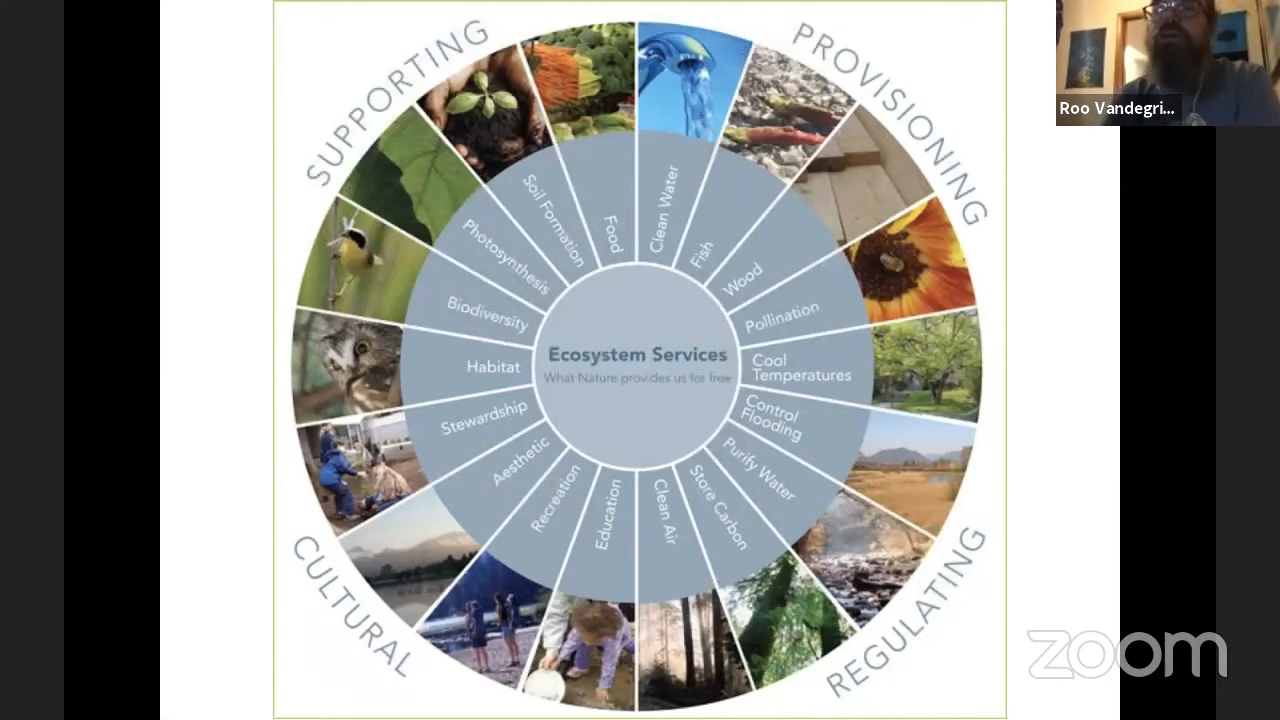 SUPPORTING
PROVISIONING
Roo Vandegri...
Food
Clean Water
Fish
Wood
Pollination
Cool
Temperatures
Control
Flooding
Purify Water
Store Carbon
Clean Air
Education
Recreation
Aesthetic
Stewardship
Habitat
Biodiversity
Photosynthesis
Soil Formation
Ecosystem Services
What Nature provides us for free
CULTURAL
REGULATING
zoom